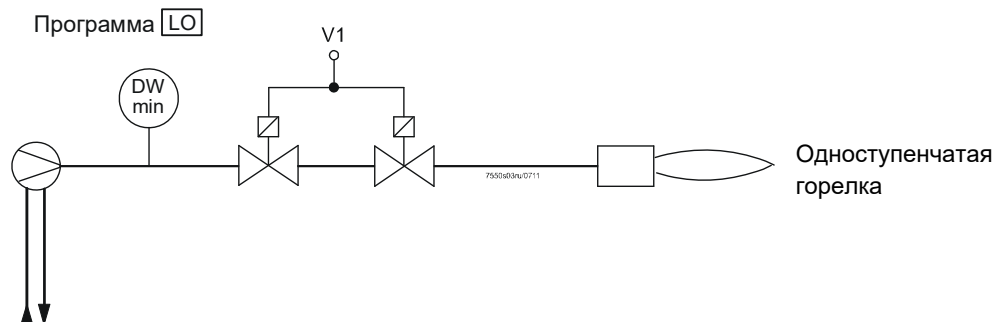 Программа LO
V1
DW
min
Одноступенчатая
горелка
7550s03ru/0711